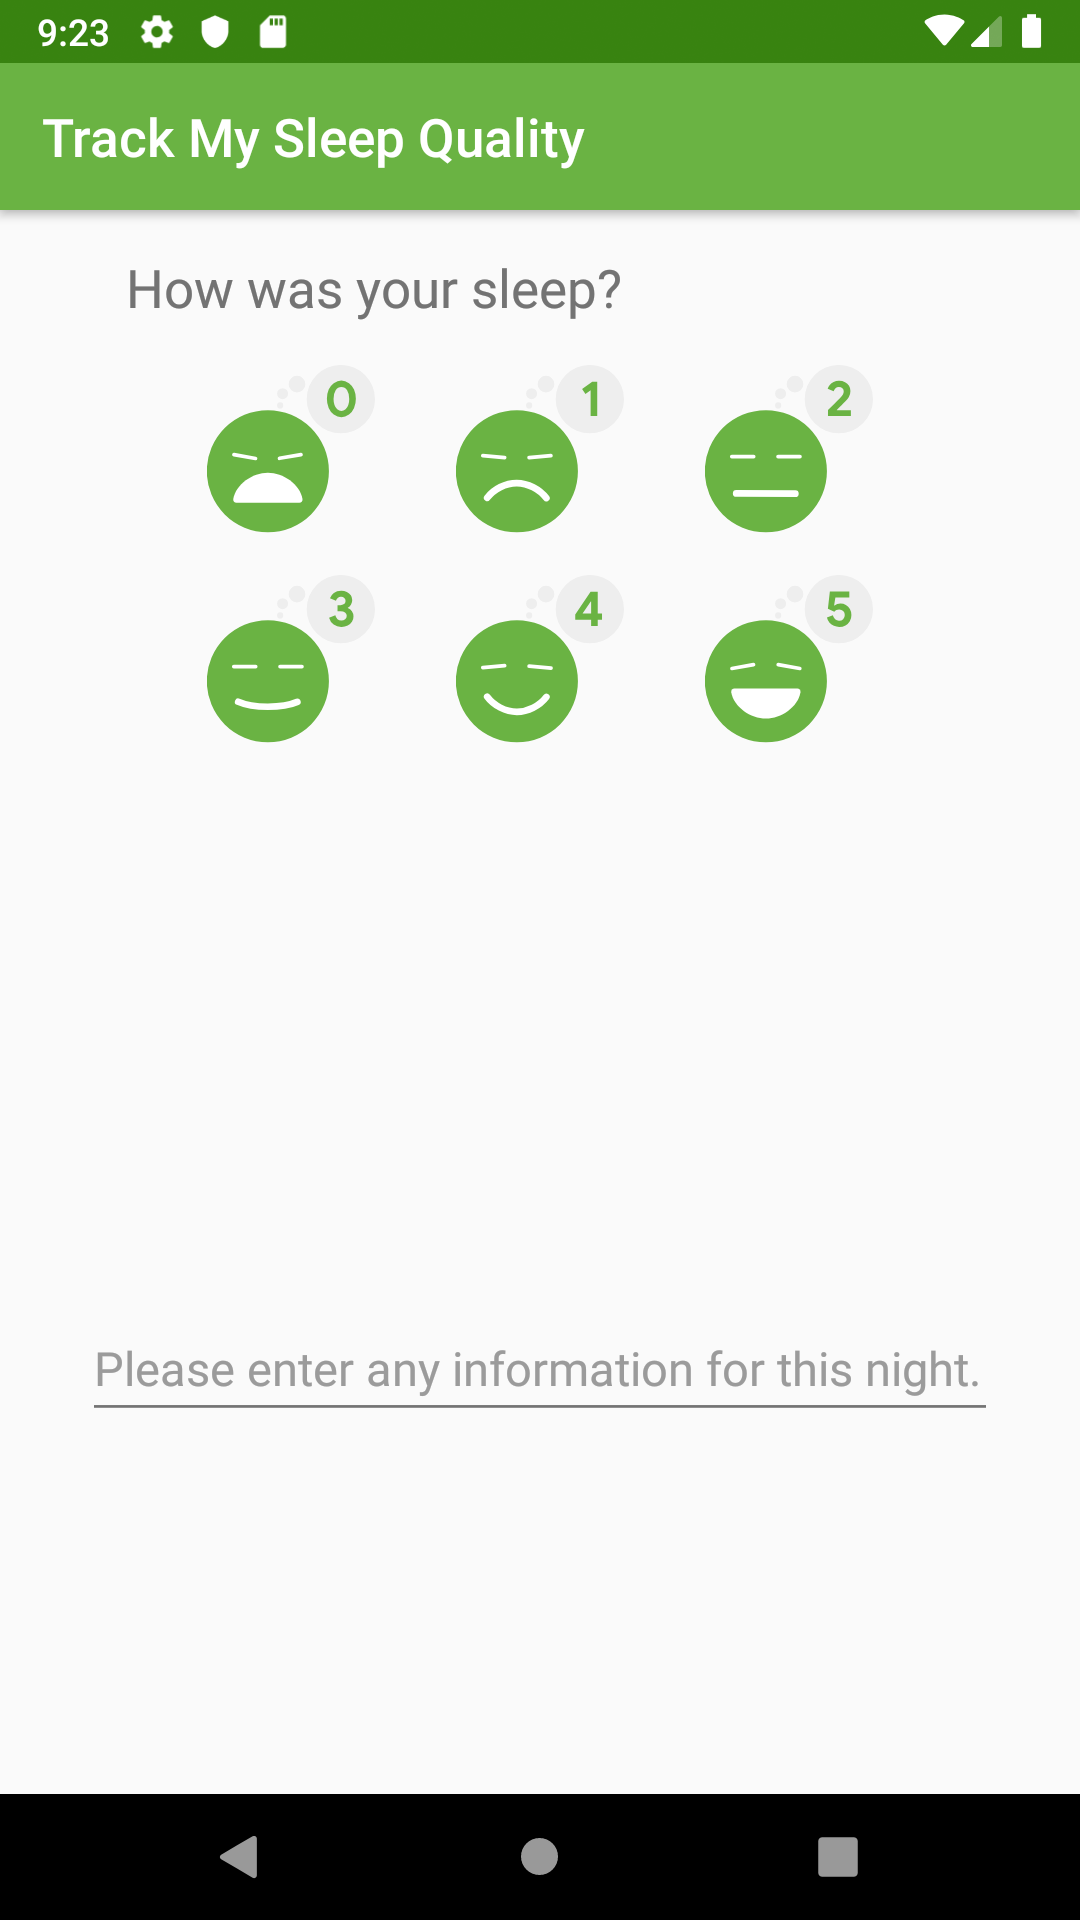 9:23
Track My Sleep Quality
How was your sleep?
0 1 2
3 4 5
Please enter any information for this night.